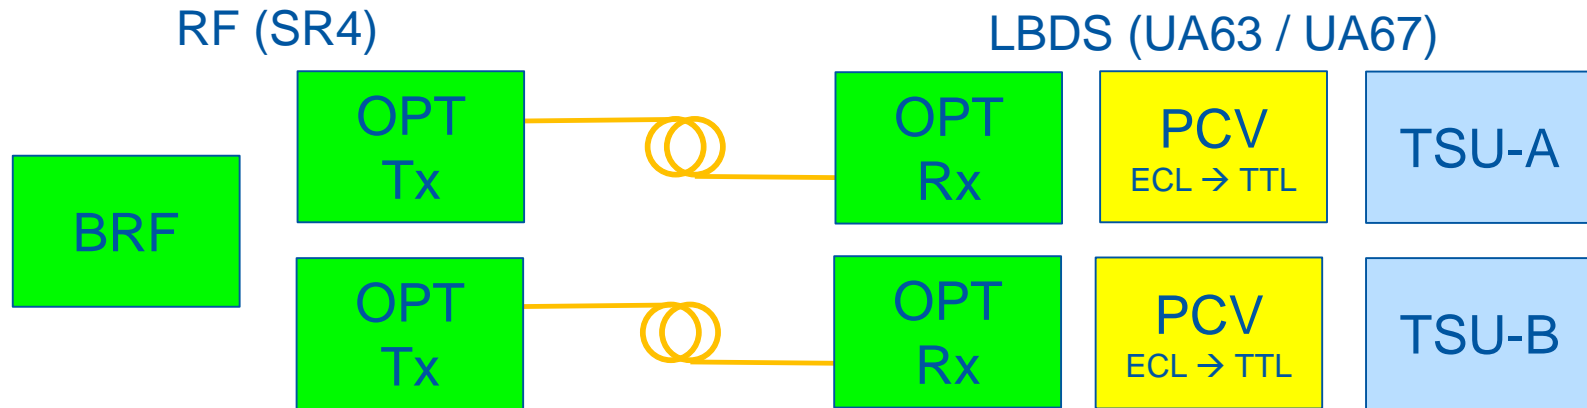 RF (SR4)
LBDS (UA63 / UA67)
BRF
OPT
Tx
OPT
Rx
PCV
ECL → TTL
TSU-A
OPT
Tx
OPT
Rx
PCV
ECL → TTL
TSU-B